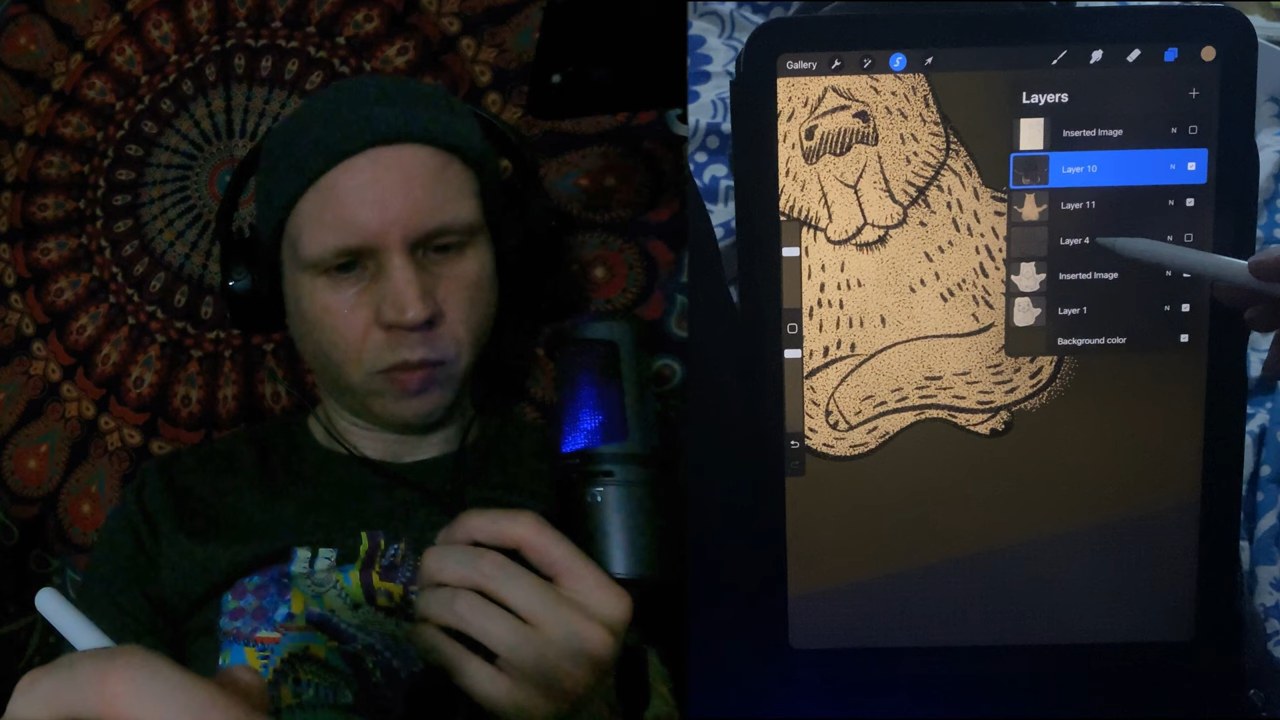 Gallery
Layers
Inserted Image N
Layer 10 N
Layer 11 N
Layer 4 N
Inserted Image N
Layer 1 N
Background color